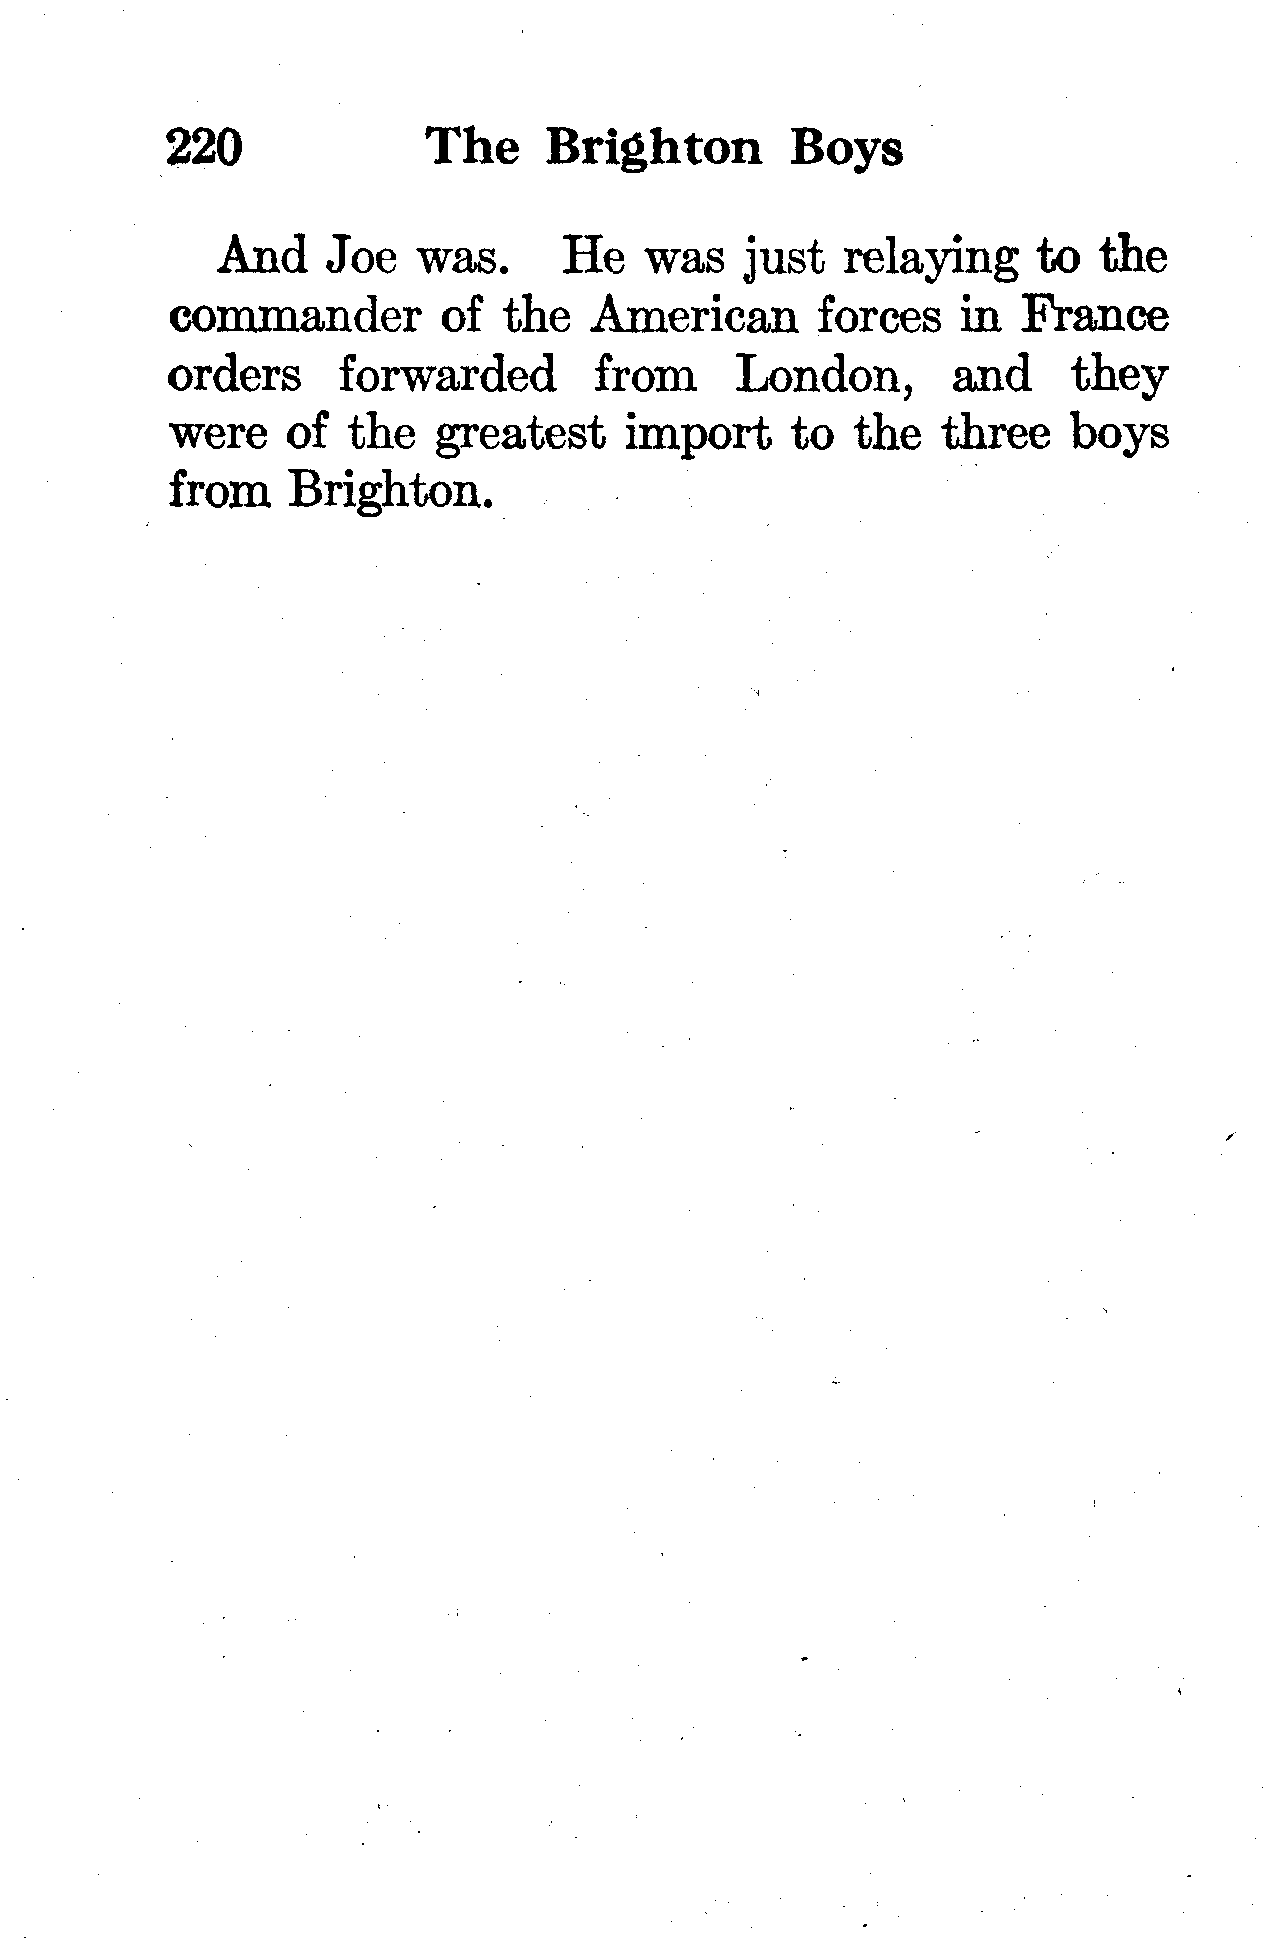 220 The Brighton Boys
And Joe was. He was just relaying to the
commander of the American forces in France
orders forwarded from London, and they
were of the greatest import to the three boys
from Brighton.